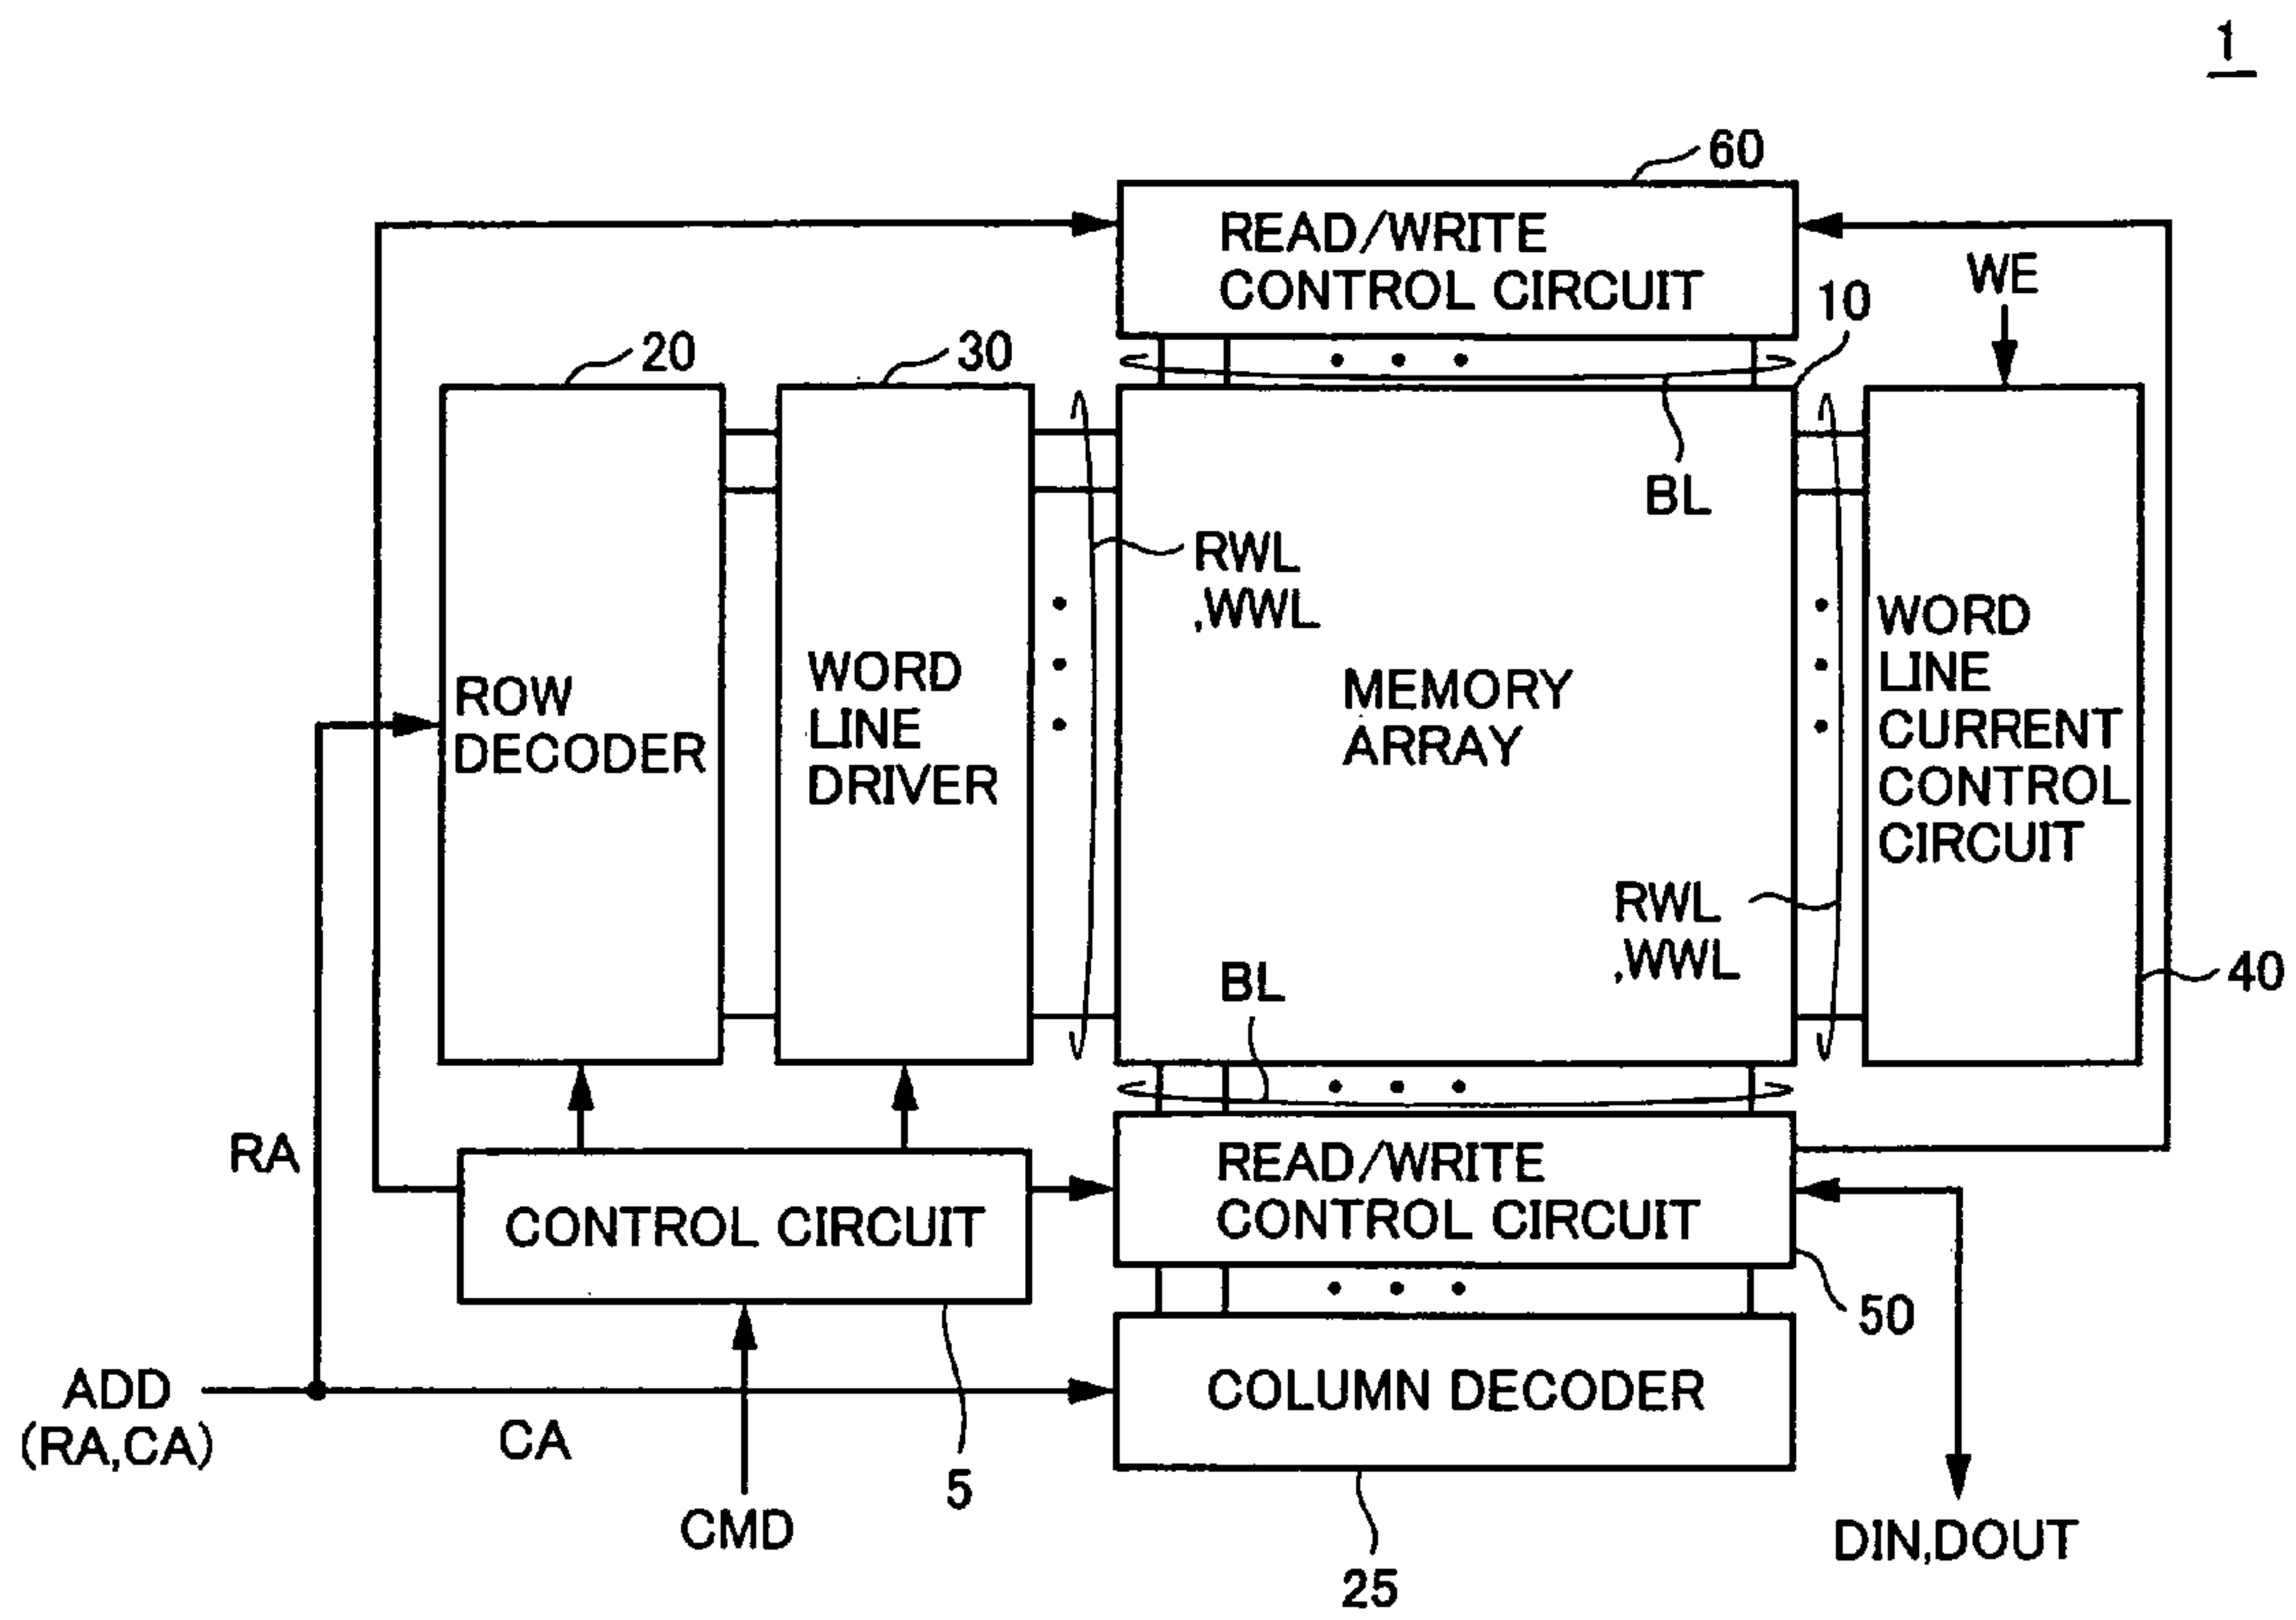 1
60
READ/WRITE
CONTROL CIRCUIT
WE
10
20
30
BL
RWL
,WWL
ROW
DECODER
WORD
LINE
DRIVER
MEMORY
ARRAY
WORD
LINE
CURRENT
CONTROL
CIRCUIT
RWL
,WWL
40
BL
RA
CONTROL CIRCUIT
READ/WRITE
CONTROL CIRCUIT
50
ADD
(RA,CA)
CA
5
CMD
COLUMN DECODER
25
DIN,DOUT